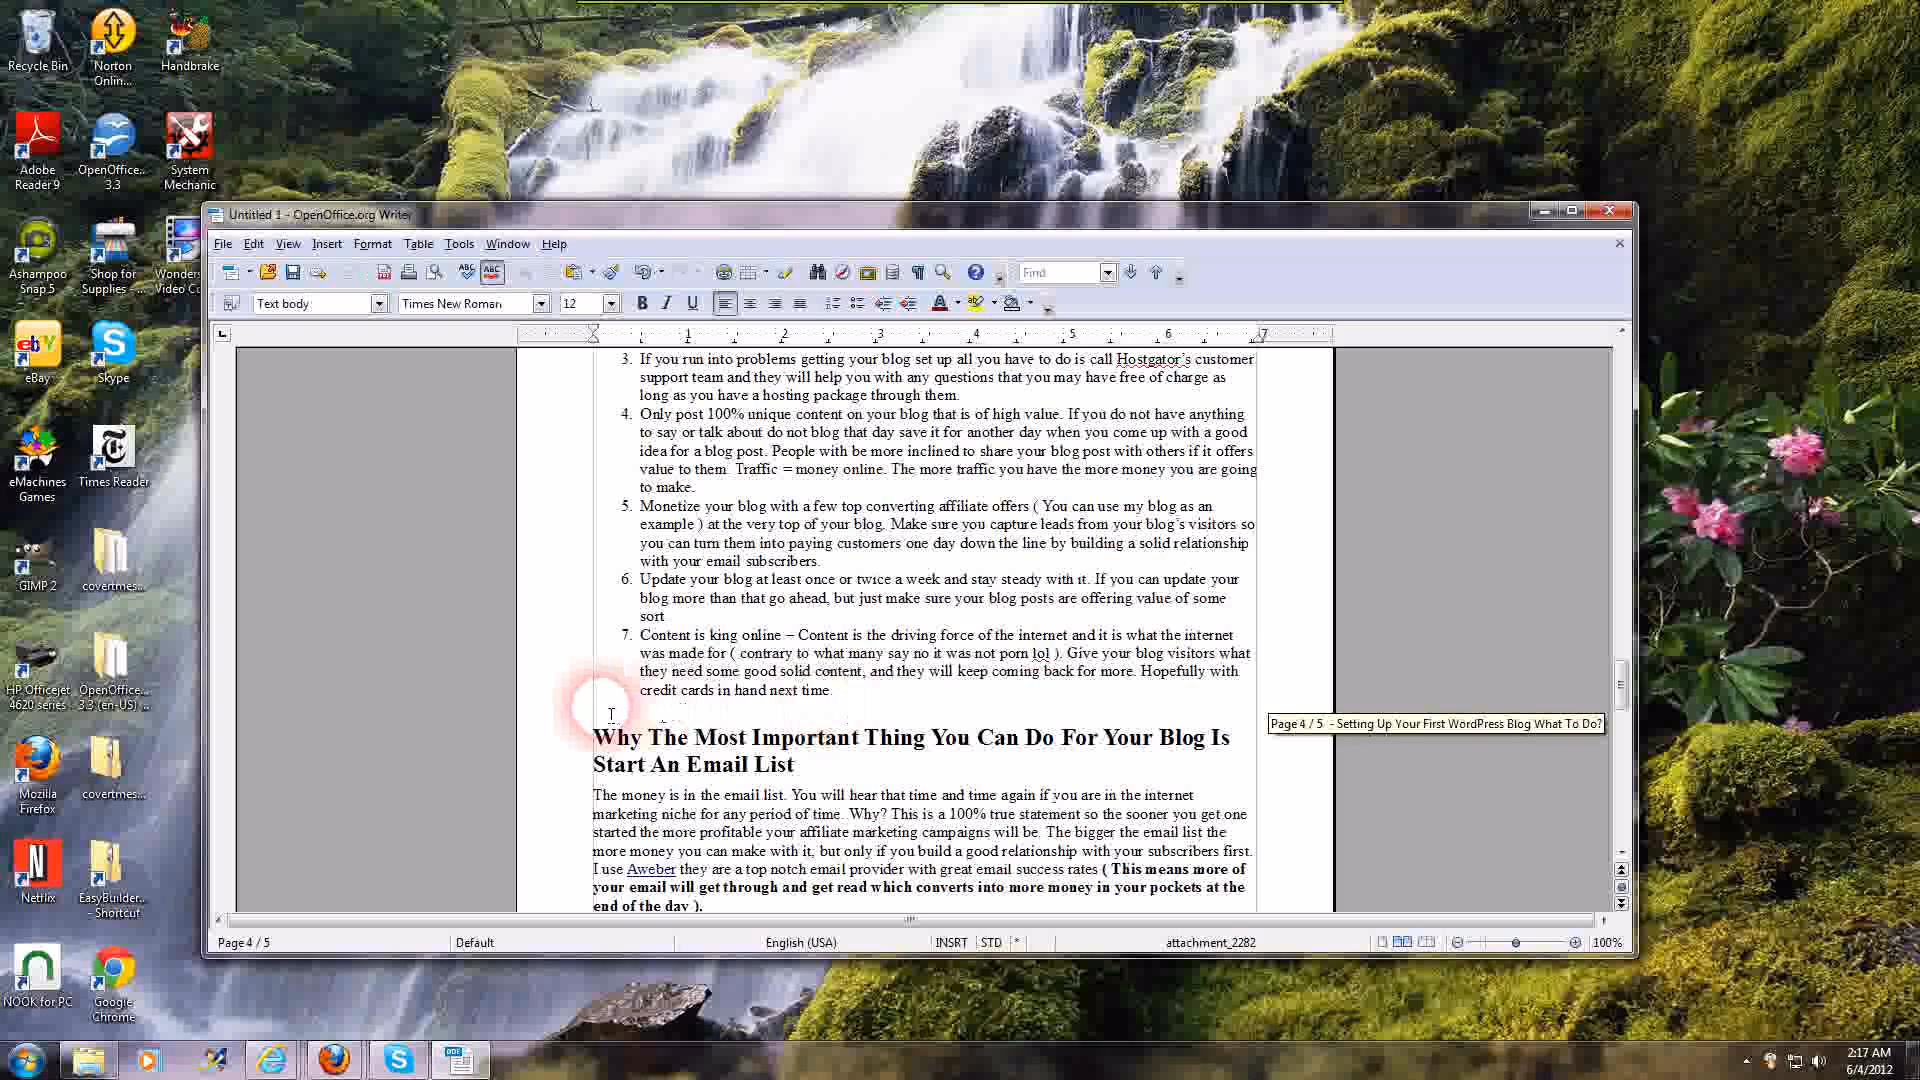 Recycle Bin
Norton
Online...
Handbrake
Adobe
Reader 9
OpenOffice...
3.3
System
Mechanic
Ashampoo
Snap 5
Shop for
Supplies - ...
Wonders
Video Co
eBay
Skype
eMachines
Games
Times Reader
GIMP 2
covertmes...
HP Officejet
4620 series
OpenOffice...
3.3 (en-US) ...
Mozilla
Firefox
covertmes...
Netflix
EasyBuilder...
- Shortcut
NOOK for PC
Google
Chrome
Untitled 1 - OpenOffice.org Writer
File Edit View Insert Format Table Tools Window Help
Find
Text body
Times New Roman
12
B I U
1 2 3 4 5 6 7
3. If you run into problems getting your blog set up all you have to do is call Hostgator's customer
support team and they will help you with any questions that you may have free of charge as
long as you have a hosting package through them.
4. Only post 100% unique content on your blog that is of high value. If you do not have anything
to say or talk about do not blog that day save it for another day when you come up with a good
idea for a blog post. People with be more inclined to share your blog post with others if it offers
value to them. Traffic = money online. The more traffic you have the more money you are going
to make.
5. Monetize your blog with a few top converting affiliate offers ( You can use my blog as an
example ) at the very top of your blog. Make sure you capture leads from your blog's visitors so
you can turn them into paying customers one day down the line by building a solid relationship
with your email subscribers.
6. Update your blog at least once or twice a week and stay steady with it. If you can update your
blog more than that go ahead, but just make sure your blog posts are offering value of some
sort
7. Content is king online – Content is the driving force of the internet and it is what the internet
was made for ( contrary to what many say no it was not porn lol ). Give your blog visitors what
they need some good solid content, and they will keep coming back for more. Hopefully with
credit cards in hand next time.
Why The Most Important Thing You Can Do For Your Blog Is
Start An Email List
The money is in the email list. You will hear that time and time again if you are in the internet
marketing niche for any period of time. Why? This is a 100% true statement so the sooner you get one
started the more profitable your affiliate marketing campaigns will be. The bigger the email list the
more money you can make with it, but only if you build a good relationship with your subscribers first.
I use Aweber they are a top notch email provider with great email success rates ( This means more of
your email will get through and get read which converts into more money in your pockets at the
end of the day ).
Page 4 / 5 - Setting Up Your First WordPress Blog What To Do?
Page 4 / 5
Default
English (USA)
INSRT
STD
*
attachment_2282
100%
2:17 AM
6/4/2012